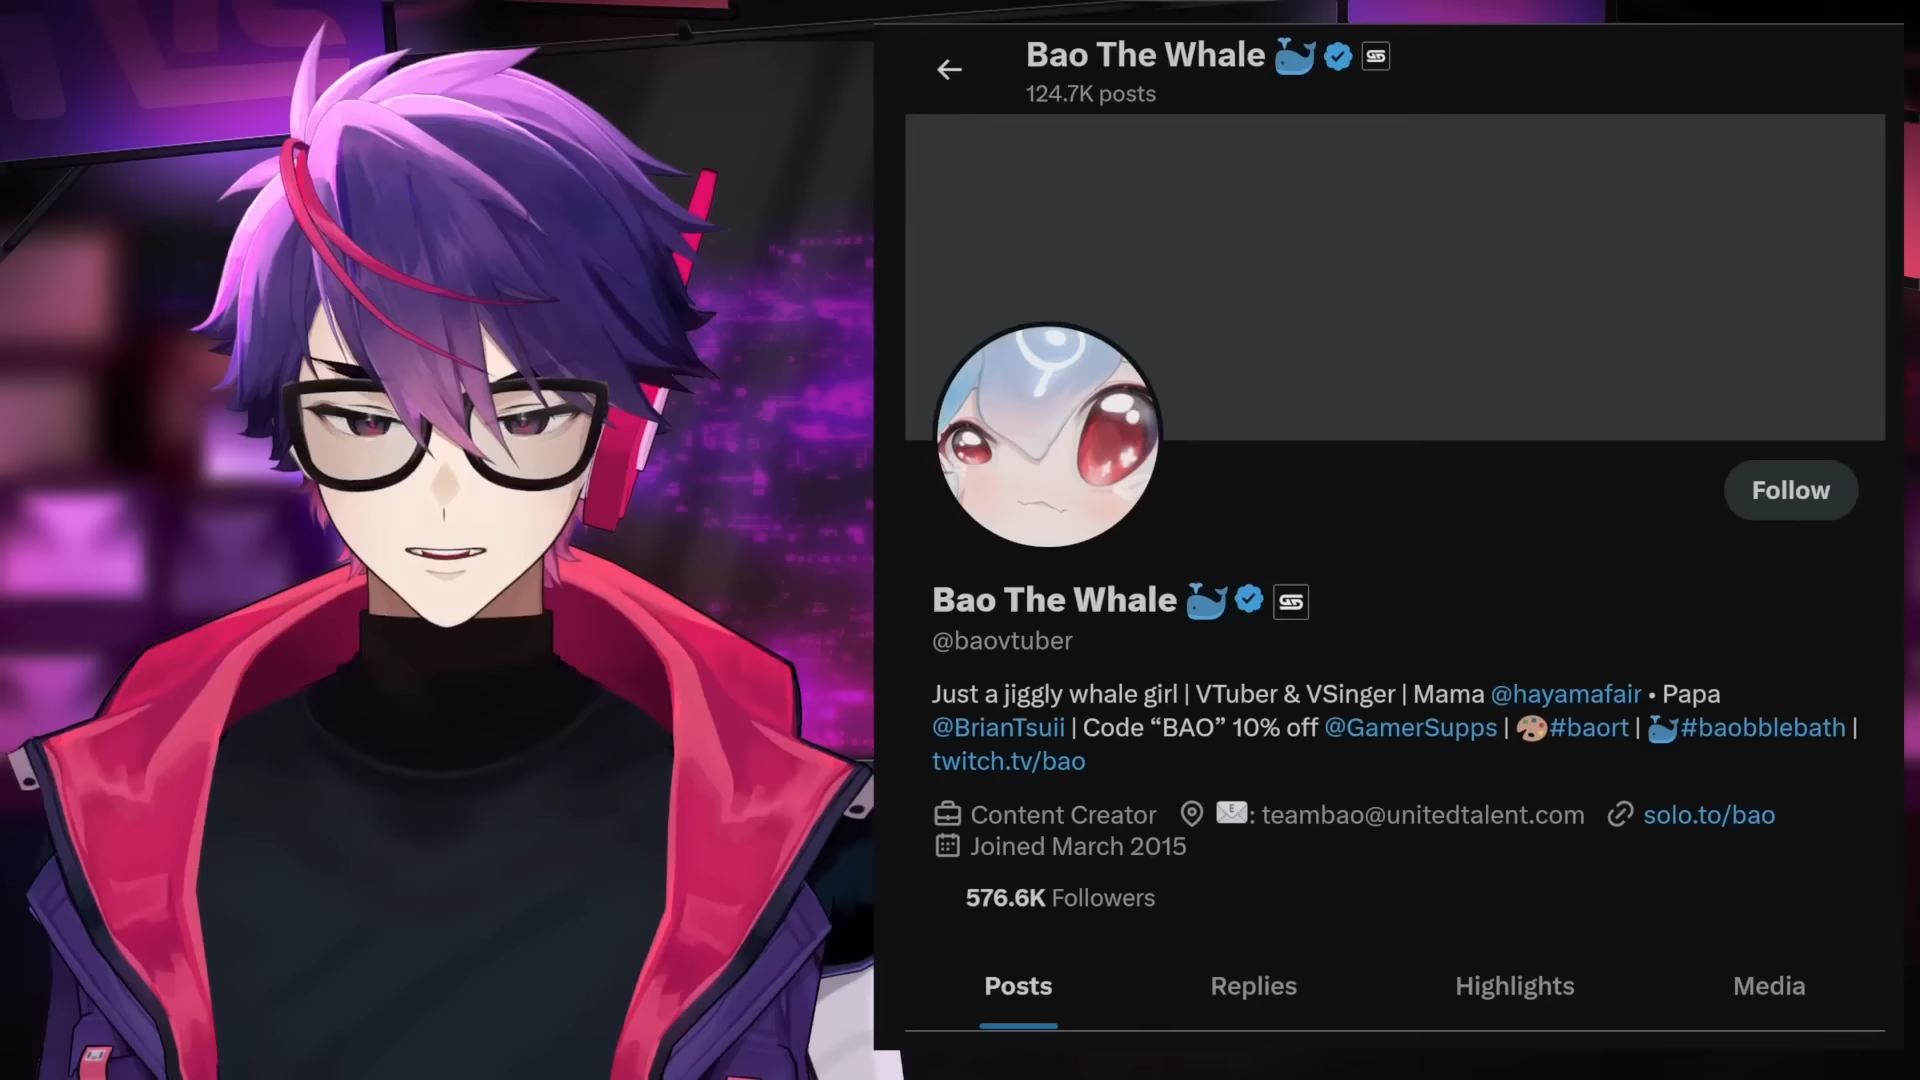 Bao The Whale
124.7K posts
Follow
Bao The Whale
@baovtuber
Just a jiggly whale girl | VTuber & VSinger | Mama @hayamafair • Papa
@BrianTsuii | Code “BAO” 10% off @GamerSupps | #baort | #baobblebath |
twitch.tv/bao
Content Creator E: teambao@unitedtalent.com solo.to/bao
Joined March 2015
576.6K Followers
Posts Replies Highlights Media